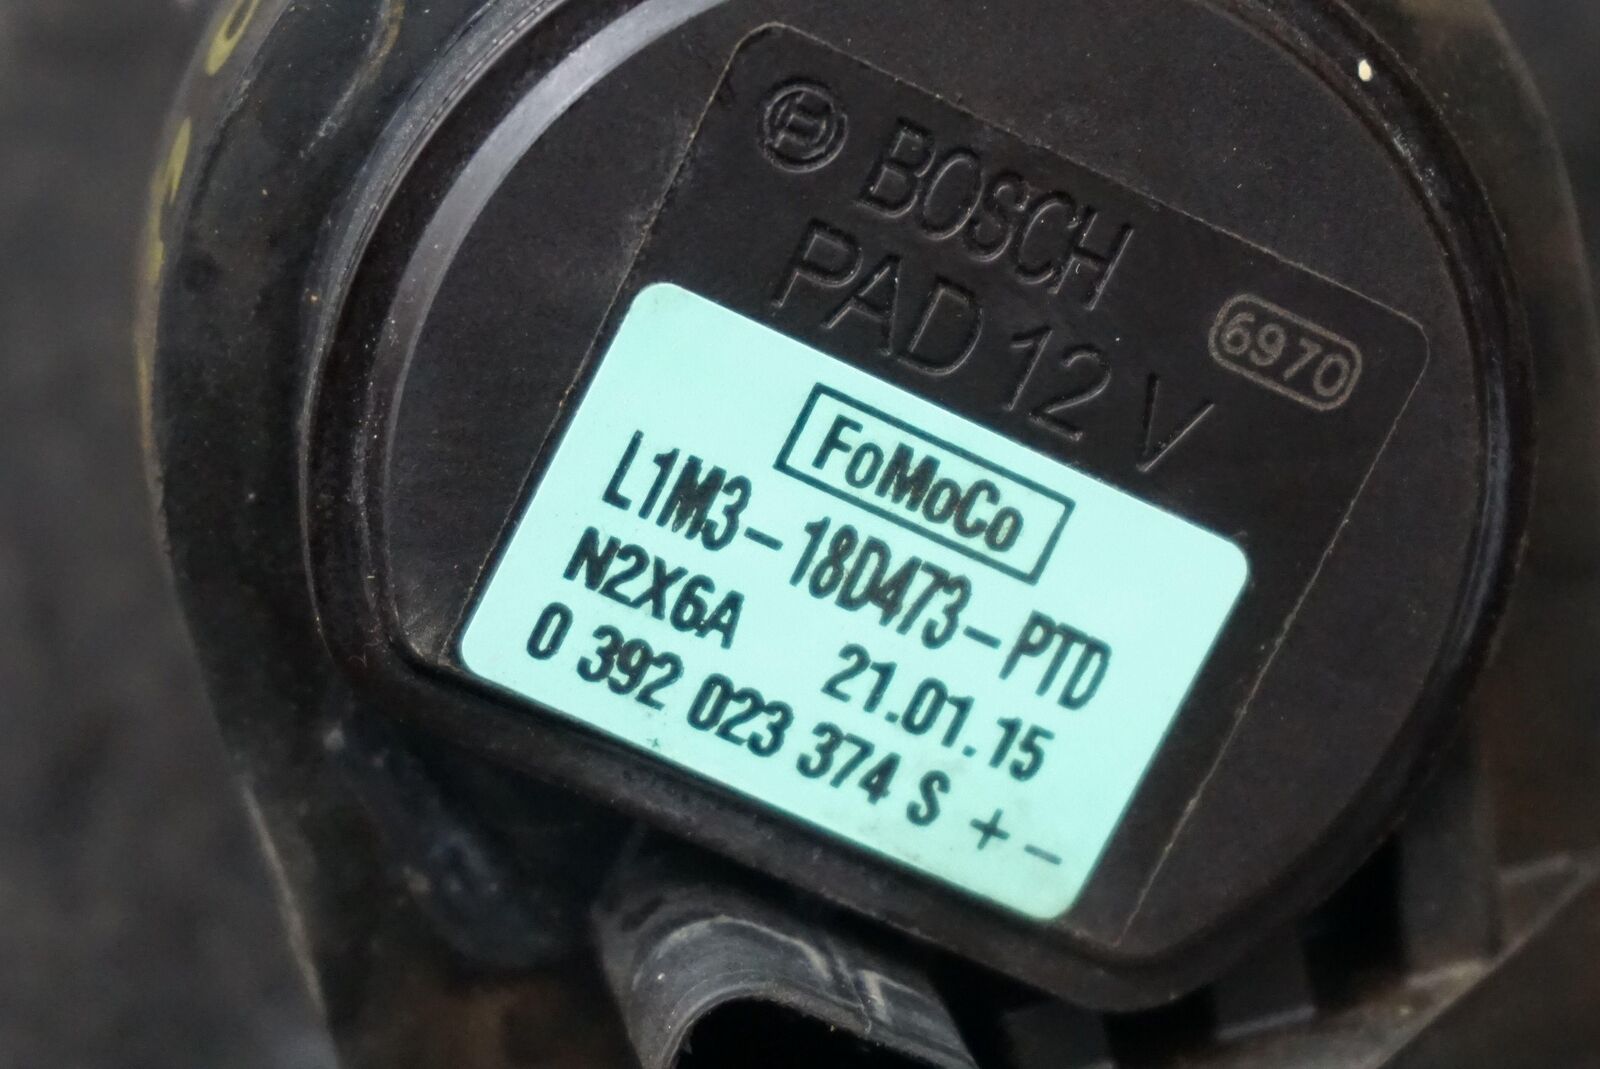 BOSCH
PAD 12 V
6970
FoMoCo
L1M3-18D473-PTD
N2X6A 21.01.15
0 392 023 374 S + -